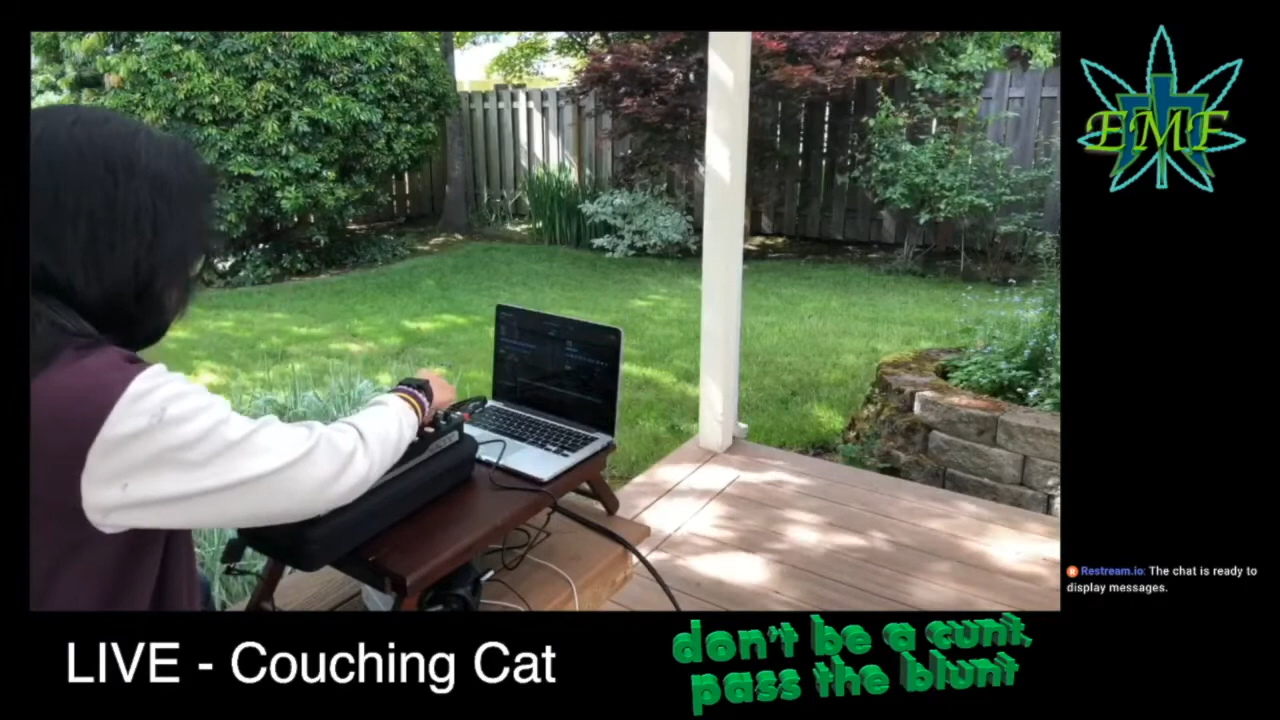 EMF
Restream.io: The chat is ready to
display messages.
LIVE - Couching Cat
don't be a cunt,
pass the blunt